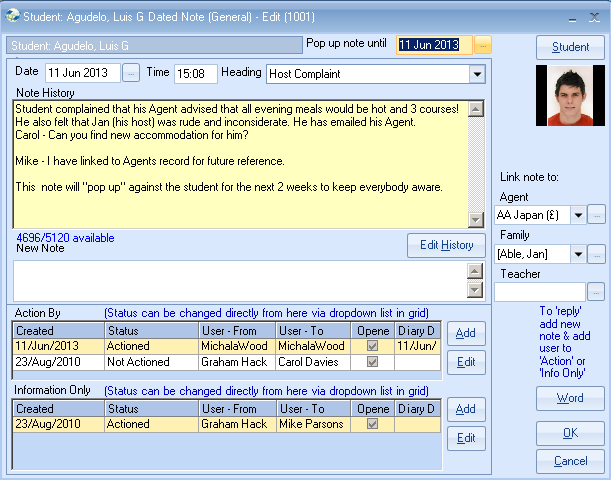 Student: Agudelo, Luis G Dated Note (General) - Edit (1001)
Student: Agudelo, Luis G
Pop up note until
11 Jun 2013
...
Student
Date
11 Jun 2013
...
Time
15:08
Heading
Host Complaint
Note History
Student complained that his Agent advised that all evening meals would be hot and 3 courses!
He also felt that Jan (his host) was rude and inconsiderate. He has emailed his Agent.
Carol - Can you find new accommodation for him?
Mike - I have linked to Agents record for future reference.
This note will "pop up" against the student for the next 2 weeks to keep everybody aware.
4696/5120 available
New Note
Edit History
Link note to:
Agent
AA Japan (£)
...
Family
[Able, Jan]
...
Teacher
...
To 'reply'
add new
note & add
user to
'Action' or
'Info Only'
Action By (Status can be changed directly from here via dropdown list in grid)
Created Status User - From User - To Opene Diary D
11/Jun/2013 Actioned MichalaWood MichalaWood 11/Jun/
23/Aug/2010 Not Actioned Graham Hack Carol Davies
Add
Edit
Information Only (Status can be changed directly from here via dropdown list in grid)
Created Status User - From User - To Opene Diary D
23/Aug/2010 Actioned Graham Hack Mike Parsons
Add
Edit
Word
OK
Cancel